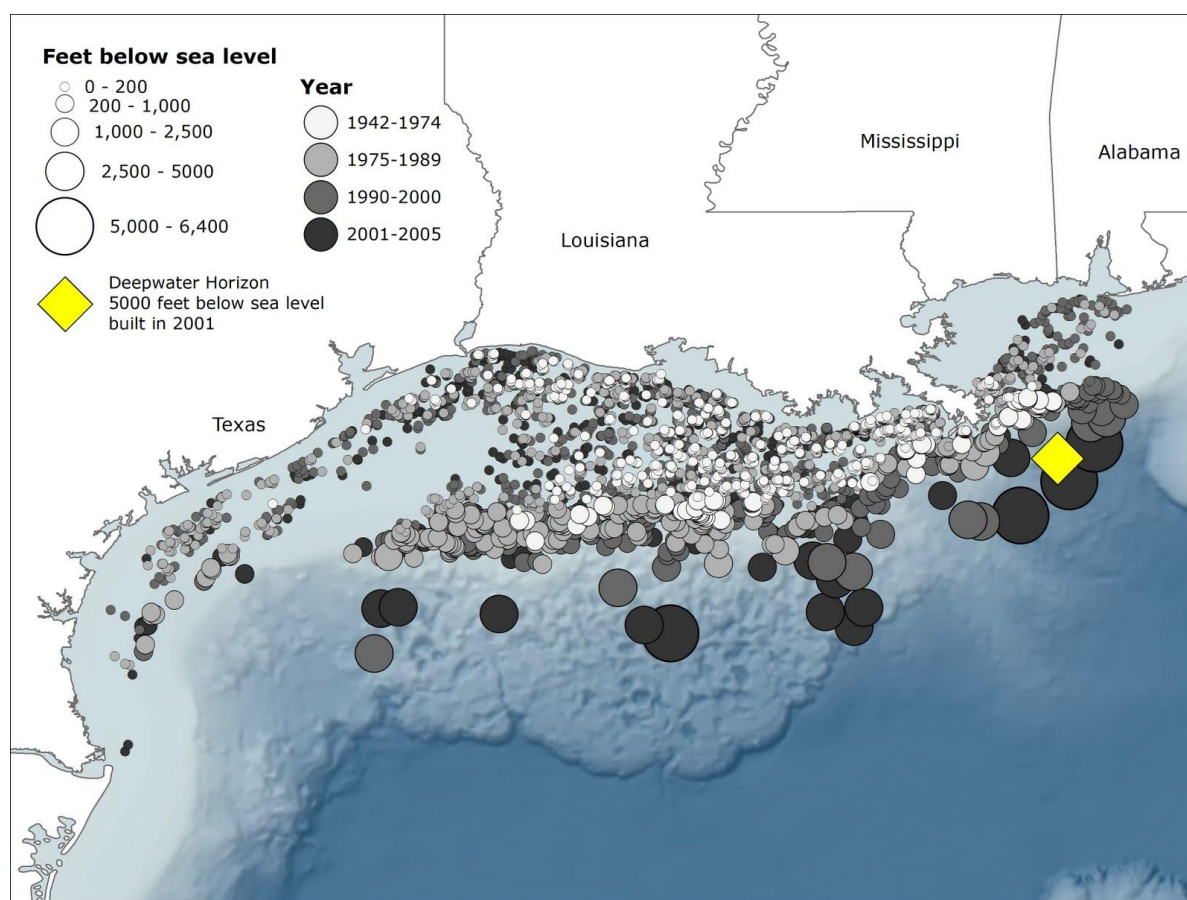 Feet below sea level
0 - 200
200 - 1,000
1,000 - 2,500
2,500 - 5000
5,000 - 6,400
Deepwater Horizon
5000 feet below sea level
built in 2001
Year
1942-1974
1975-1989
1990-2000
2001-2005
Mississippi
Alabama
Louisiana
Texas